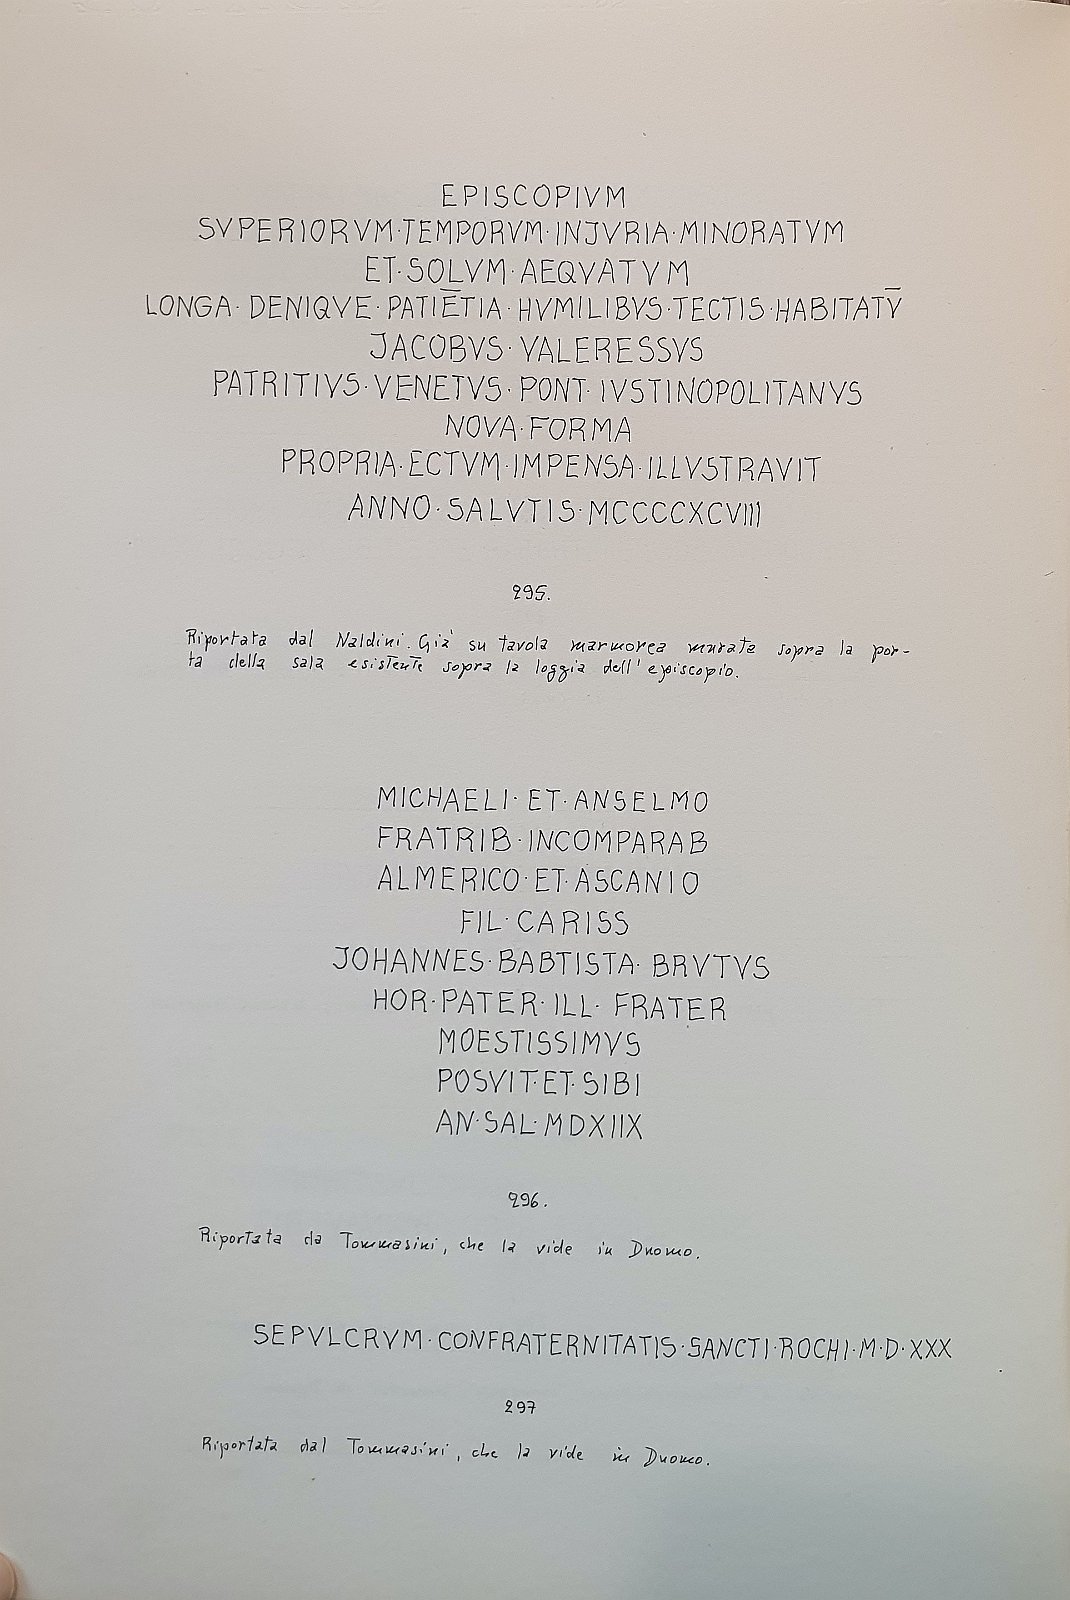 EPISCOPIVM
SVPERIORVM·TEMPORVM·INJVRIA·MINORATVM
ET·SOLVM·AEQVATVM
LONGA·DENIQVE·PATIĒTIA·HVMILIBVS·TECTIS·HABITATV̄
JACOBVS·VALERESSVS
PATRITIVS·VENETVS·PONT·IVSTINOPOLITANVS
NOVA·FORMA
PROPRIA·ECTVM·IMPENSA·ILLVSTRAVIT
ANNO·SALVTIS·MCCCCXCVIII
295.
Riportata dal Naldini. Già su tavola marmorea murata sopra la por-
ta della sala esistente sopra la loggia dell'episcopio.
MICHAELI·ET·ANSELMO
FRATRIB·INCOMPARAB
ALMERICO·ET·ASCANIO
FIL·CARISS
JOHANNES·BABTISTA·BRVTVS
HOR·PATER·ILL·FRATER
MOESTISSIMVS
POSVIT·ET·SIBI
AN·SAL·MDXIIX
296.
Riportata da Tommasini, che la vide in Duomo.
SEPVLCRVM·CONFRATERNITATIS·SANCTI·ROCHI·M·D·XXX
297
Riportata dal Tommasini, che la vide in Duomo.